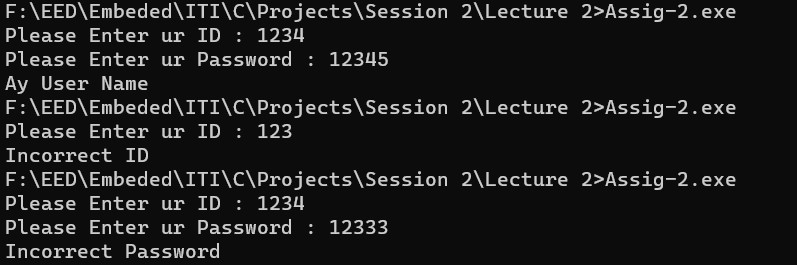 F:\EED\Embeded\ITI\C\Projects\Session 2\Lecture 2>Assig-2.exe
Please Enter ur ID : 1234
Please Enter ur Password : 12345
Ay User Name
F:\EED\Embeded\ITI\C\Projects\Session 2\Lecture 2>Assig-2.exe
Please Enter ur ID : 123
Incorrect ID
F:\EED\Embeded\ITI\C\Projects\Session 2\Lecture 2>Assig-2.exe
Please Enter ur ID : 1234
Please Enter ur Password : 12333
Incorrect Password